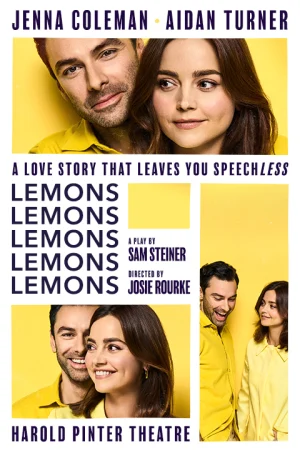 JENNA COLEMAN · AIDAN TURNER
A LOVE STORY THAT LEAVES YOU SPEECHLESS
LEMONS
LEMONS
LEMONS
LEMONS
LEMONS
A PLAY BY
SAM STEINER
DIRECTED BY
JOSIE ROURKE
HAROLD PINTER THEATRE